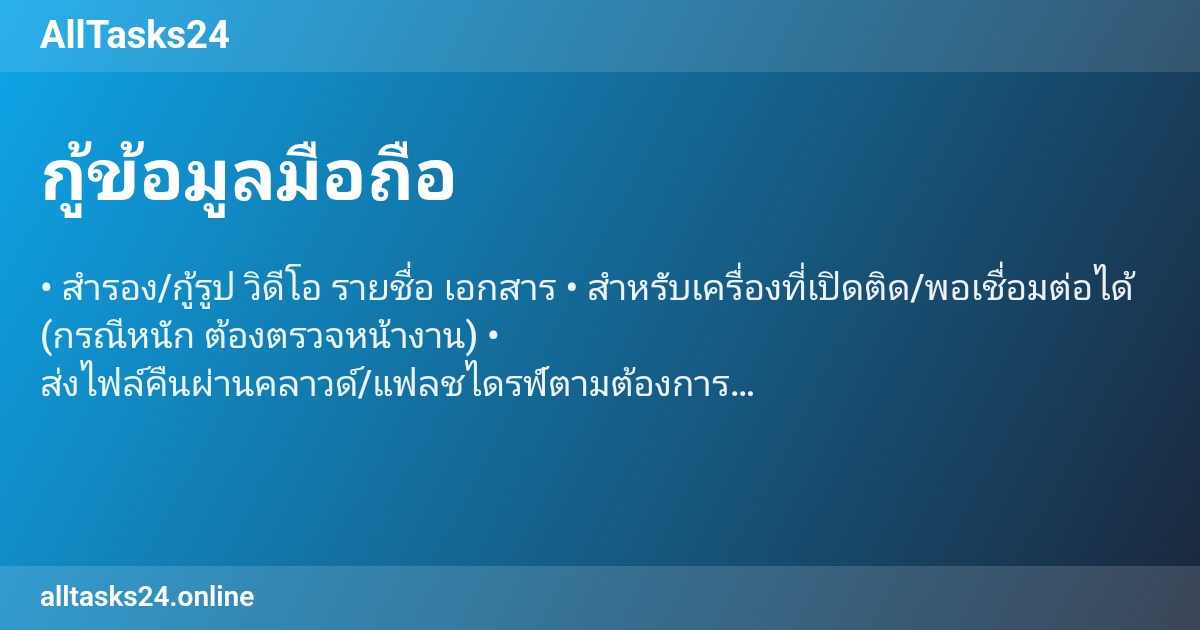 AllTasks24
กู้ข้อมูลมือถือ
• สำรอง/กู้รูป วิดีโอ รายชื่อ เอกสาร • สำหรับเครื่องที่เปิดติด/พอเชื่อมต่อได้
(กรณีหนัก ต้องตรวจหน้างาน) •
ส่งไฟล์คืนผ่านคลาวด์/แฟลชไดรฟ์ตามต้องการ...
alltasks24.online